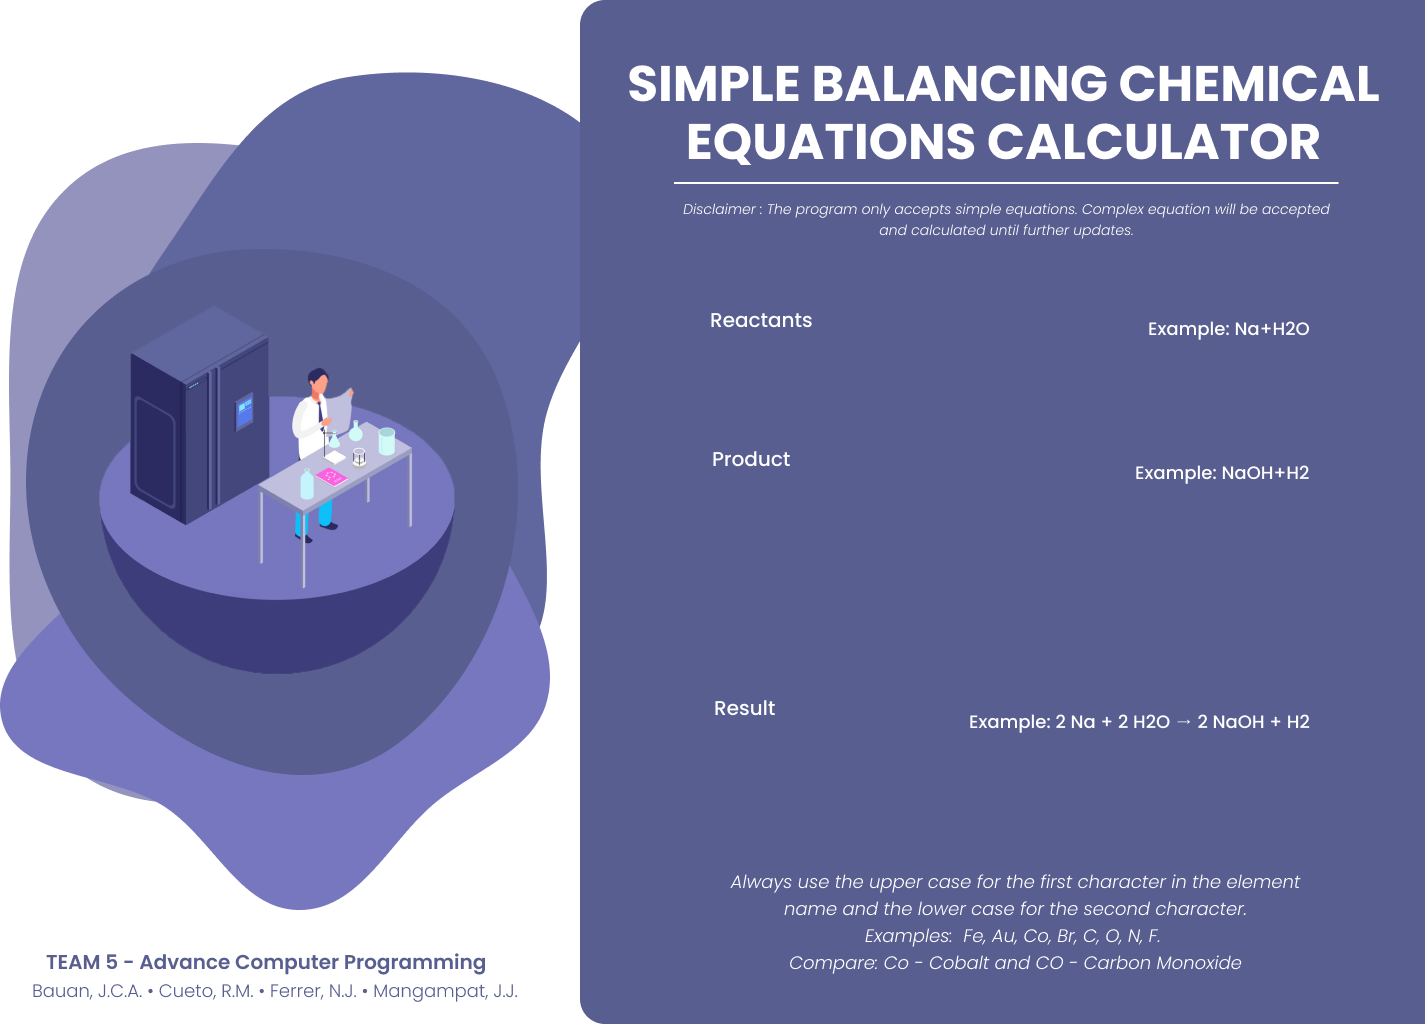 SIMPLE BALANCING CHEMICAL
EQUATIONS CALCULATOR
Disclaimer : The program only accepts simple equations. Complex equation will be accepted
and calculated until further updates.
Reactants
Example: Na+H2O
Product
Example: NaOH+H2
Result
Example: 2 Na + 2 H2O → 2 NaOH + H2
Always use the upper case for the first character in the element
name and the lower case for the second character.
Examples:  Fe, Au, Co, Br, C, O, N, F.
Compare: Co - Cobalt and CO - Carbon Monoxide
TEAM 5 - Advance Computer Programming
Bauan, J.C.A. • Cueto, R.M. • Ferrer, N.J. • Mangampat, J.J.